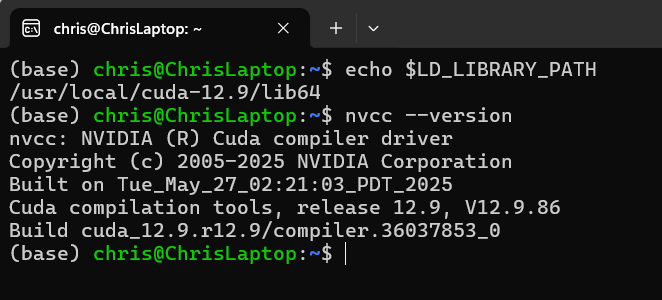 chris@ChrisLaptop: ~
(base) chris@ChrisLaptop:~$ echo $LD_LIBRARY_PATH
/usr/local/cuda-12.9/lib64
(base) chris@ChrisLaptop:~$ nvcc --version
nvcc: NVIDIA (R) Cuda compiler driver
Copyright (c) 2005-2025 NVIDIA Corporation
Built on Tue_May_27_02:21:03_PDT_2025
Cuda compilation tools, release 12.9, V12.9.86
Build cuda_12.9.r12.9/compiler.36037853_0
(base) chris@ChrisLaptop:~$